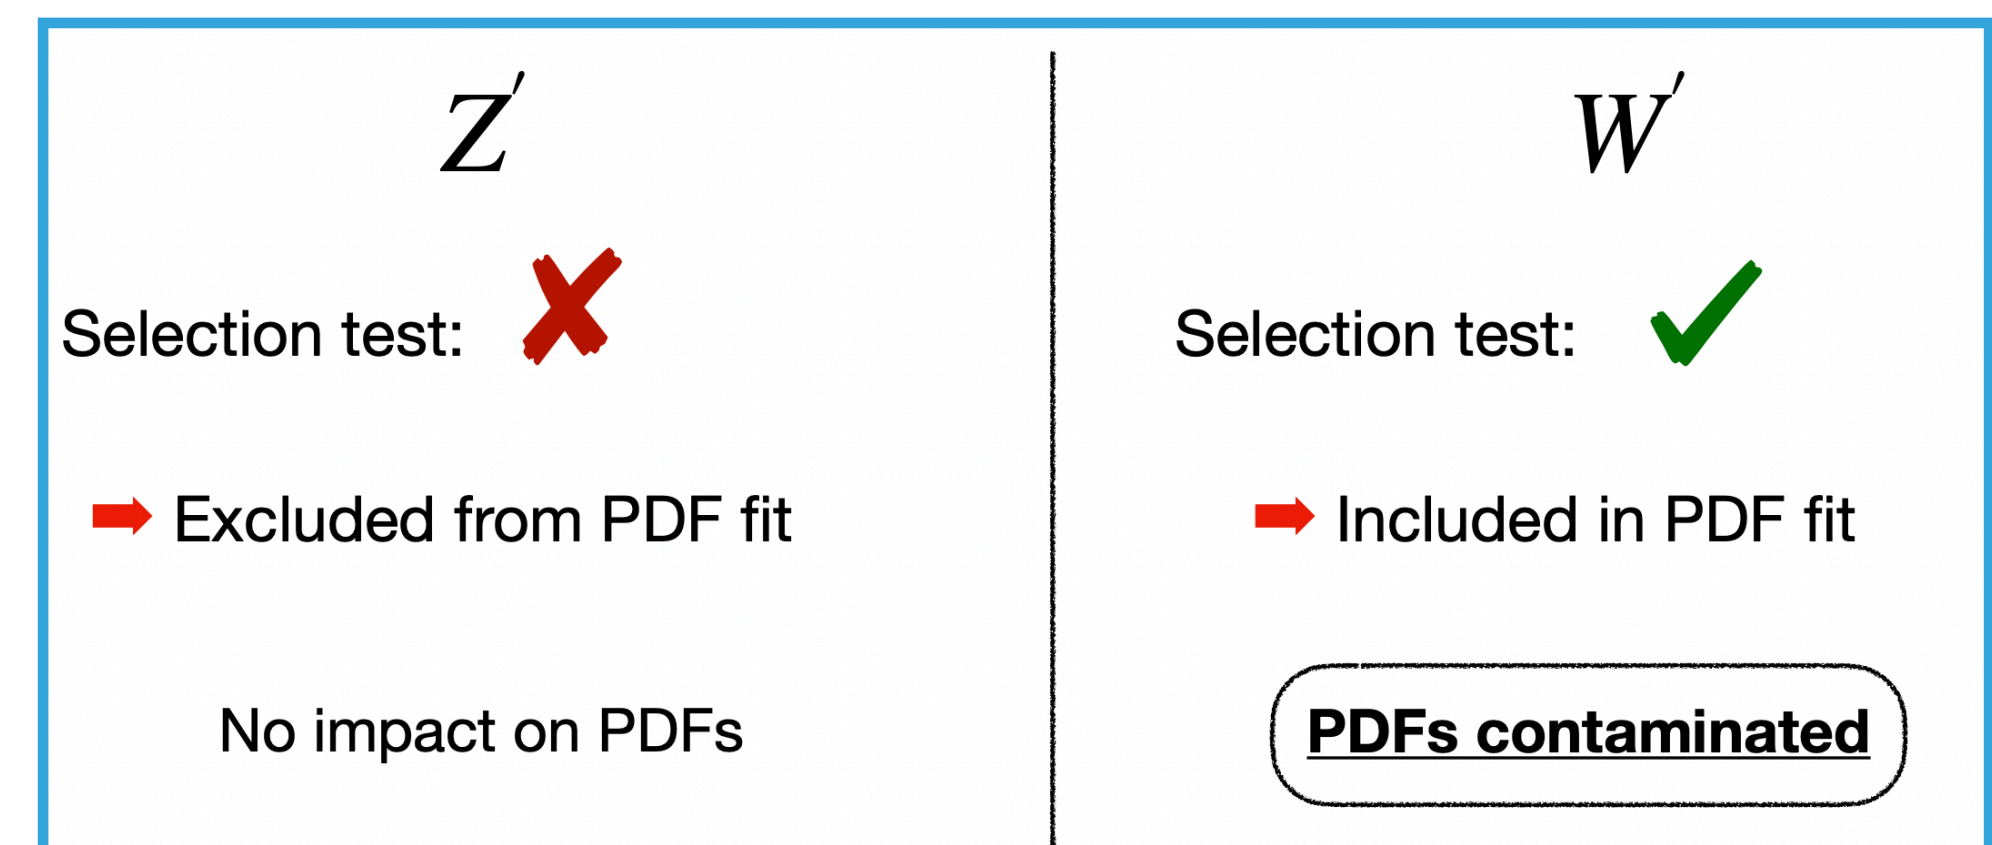 Z′
Selection test: ✘
➡ Excluded from PDF fit
No impact on PDFs
W′
Selection test: ✔
➡ Included in PDF fit
PDFs contaminated